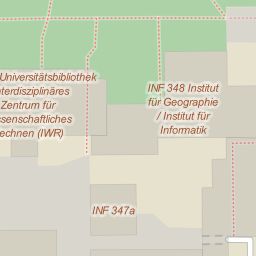 Universitätsbibliothek
Zentrum für
(IWR)
INF 348 Institut
für Geographie
/ Institut für
Informatik
INF 347a